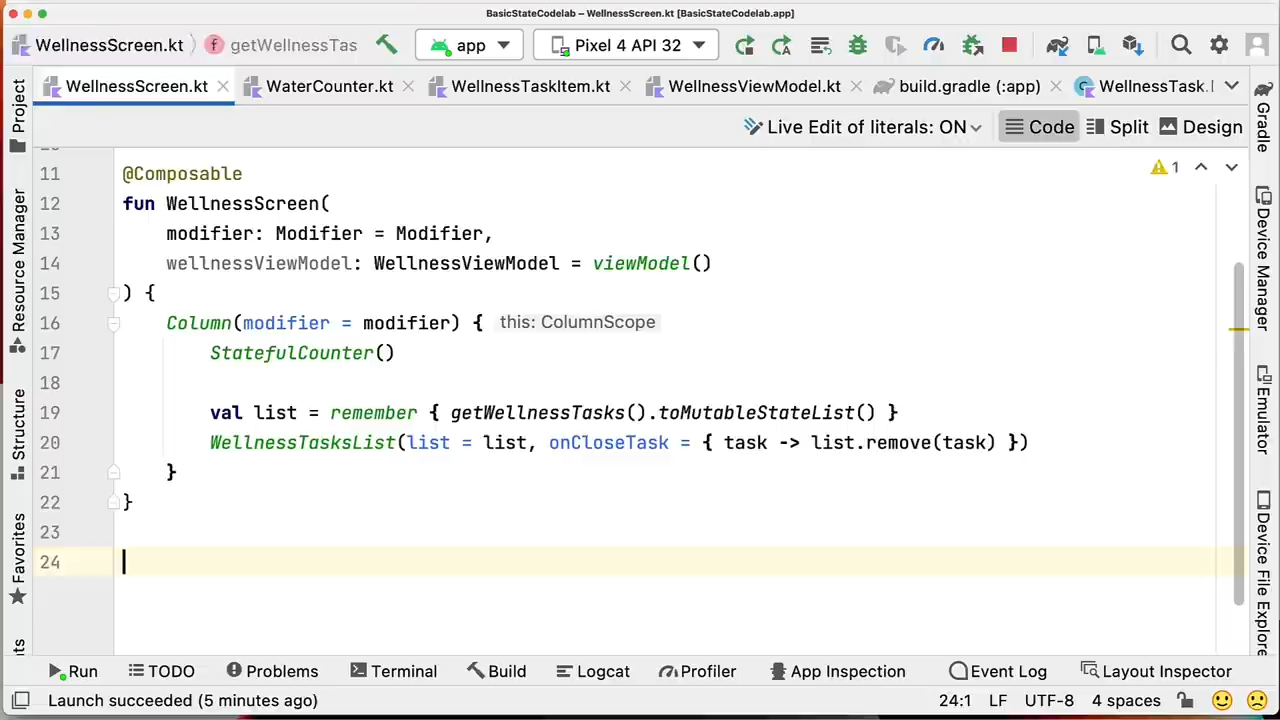 BasicStateCodelab – WellnessScreen.kt [BasicStateCodelab.app]
WellnessScreen.kt getWellnessTas app Pixel 4 API 32
WellnessScreen.kt WaterCounter.kt WellnessTaskItem.kt WellnessViewModel.kt build.gradle (:app) WellnessTask.
Live Edit of literals: ON Code Split Design
11 @Composable
1
12 fun WellnessScreen(
13 modifier: Modifier = Modifier,
14 wellnessViewModel: WellnessViewModel = viewModel()
15 ) {
16 Column(modifier = modifier) { this: ColumnScope
17 StatefulCounter()
18
19 val list = remember { getWellnessTasks().toMutableStateList() }
20 WellnessTasksList(list = list, onCloseTask = { task -> list.remove(task) })
21 }
22 }
23
24
Project
Resource Manager
Structure
Favorites
Gradle
Device Manager
Emulator
Device File Explore
Run TODO Problems Terminal Build Logcat Profiler App Inspection Event Log Layout Inspector
Launch succeeded (5 minutes ago) 24:1 LF UTF-8 4 spaces